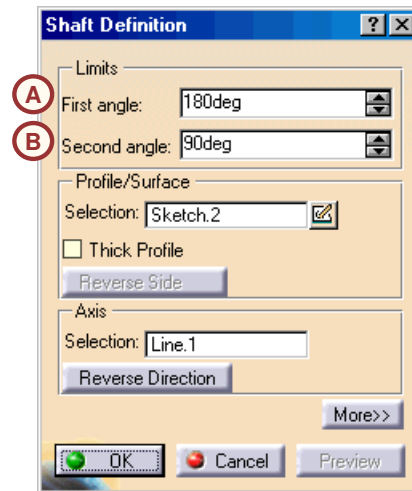 Shaft Definition
Limits
A First angle: 180deg
B Second angle: 90deg
Profile/Surface
Selection: Sketch.2
Thick Profile
Reverse Side
Axis
Selection: Line.1
Reverse Direction
More>>
OK Cancel Preview